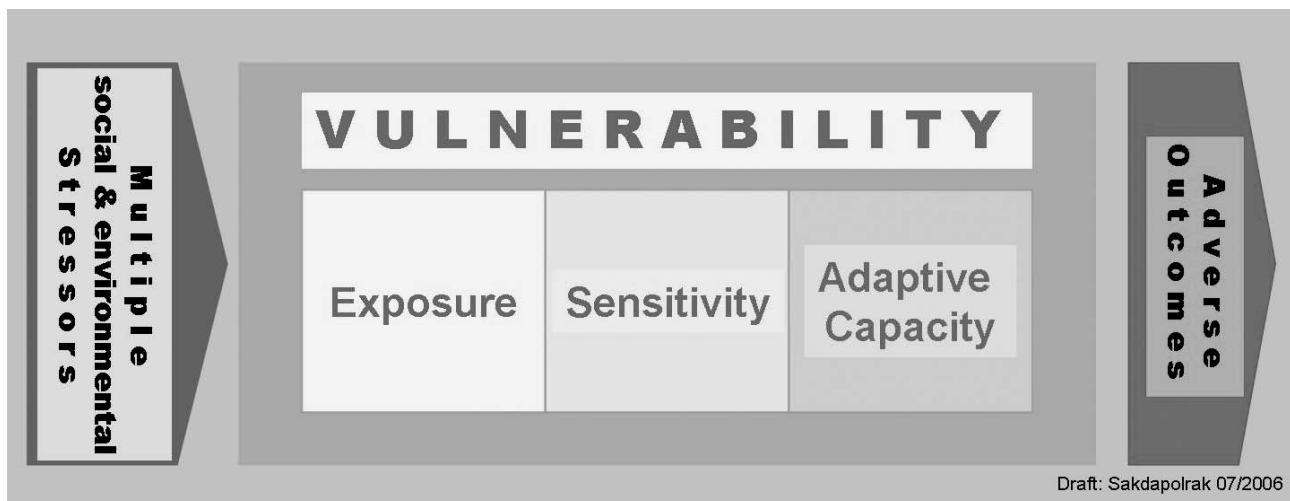 Multiple
social & environmental
Stressors
VULNERABILITY
Exposure
Sensitivity
Adaptive
Capacity
Adverse
Outcomes
Draft: Sakdapolrak 07/2006